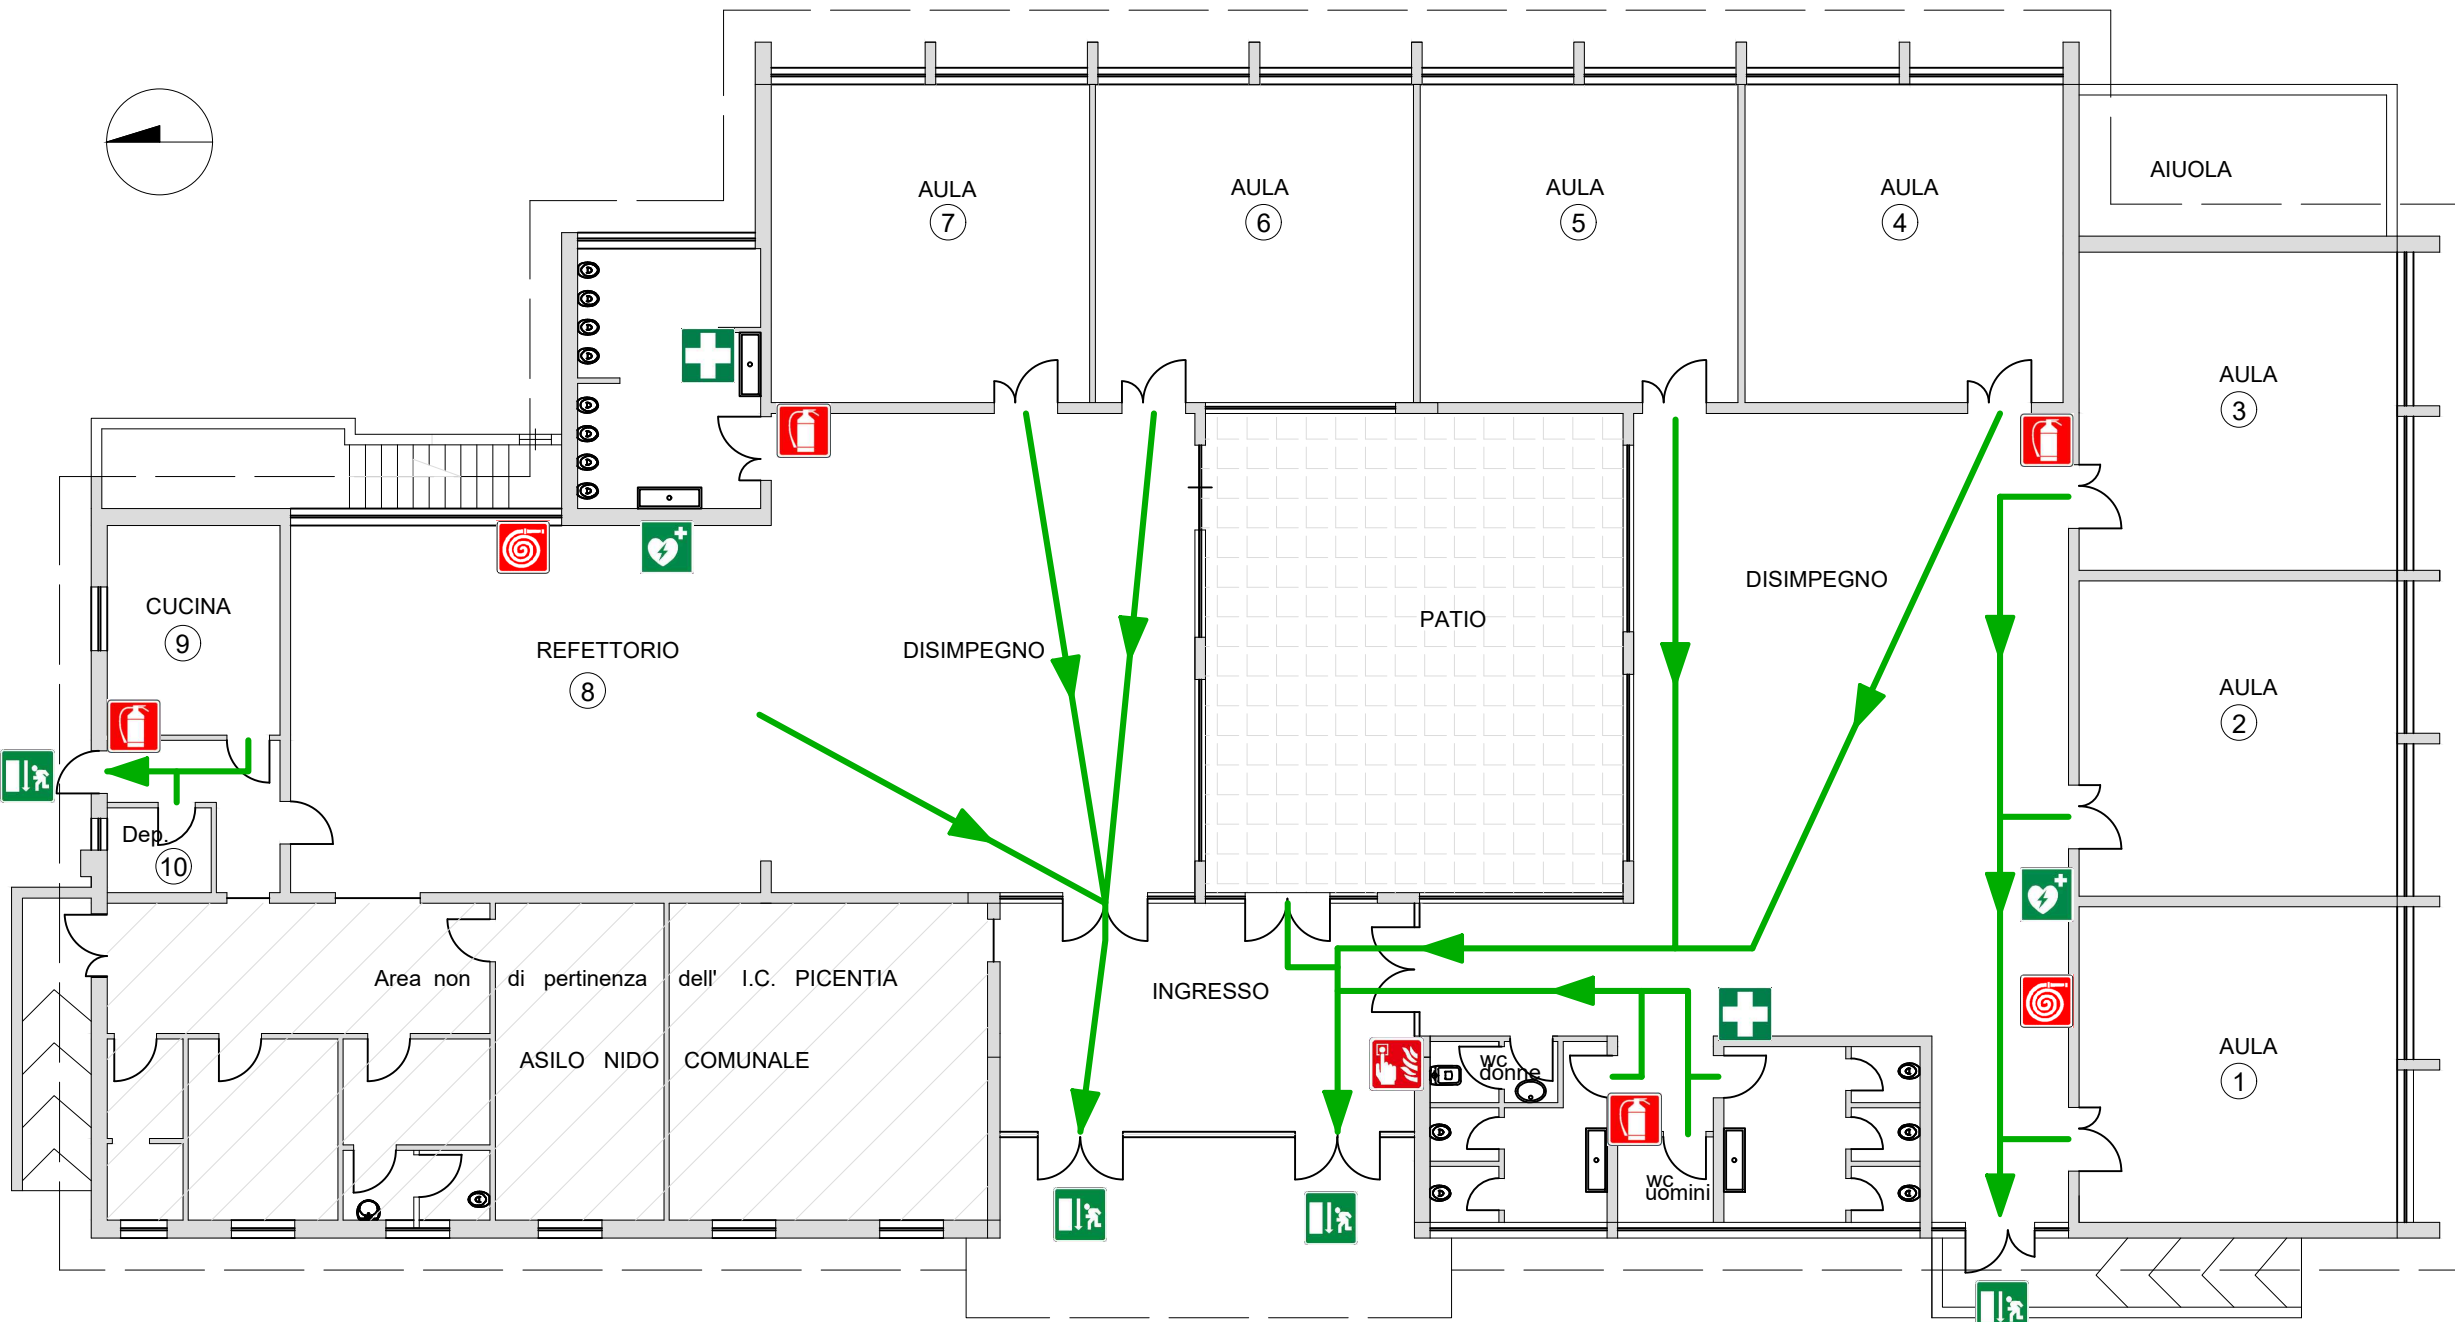 AULA
7
AULA
6
AULA
5
AULA
4
AIUOLA
AULA
3
CUCINA
9
REFETTORIO
8
DISIMPEGNO
PATIO
DISIMPEGNO
AULA
2
Dep.
10
Area non di pertinenza dell' I.C. PICENTIA
ASILO NIDO COMUNALE
INGRESSO
wc
donne
wc
uomini
AULA
1